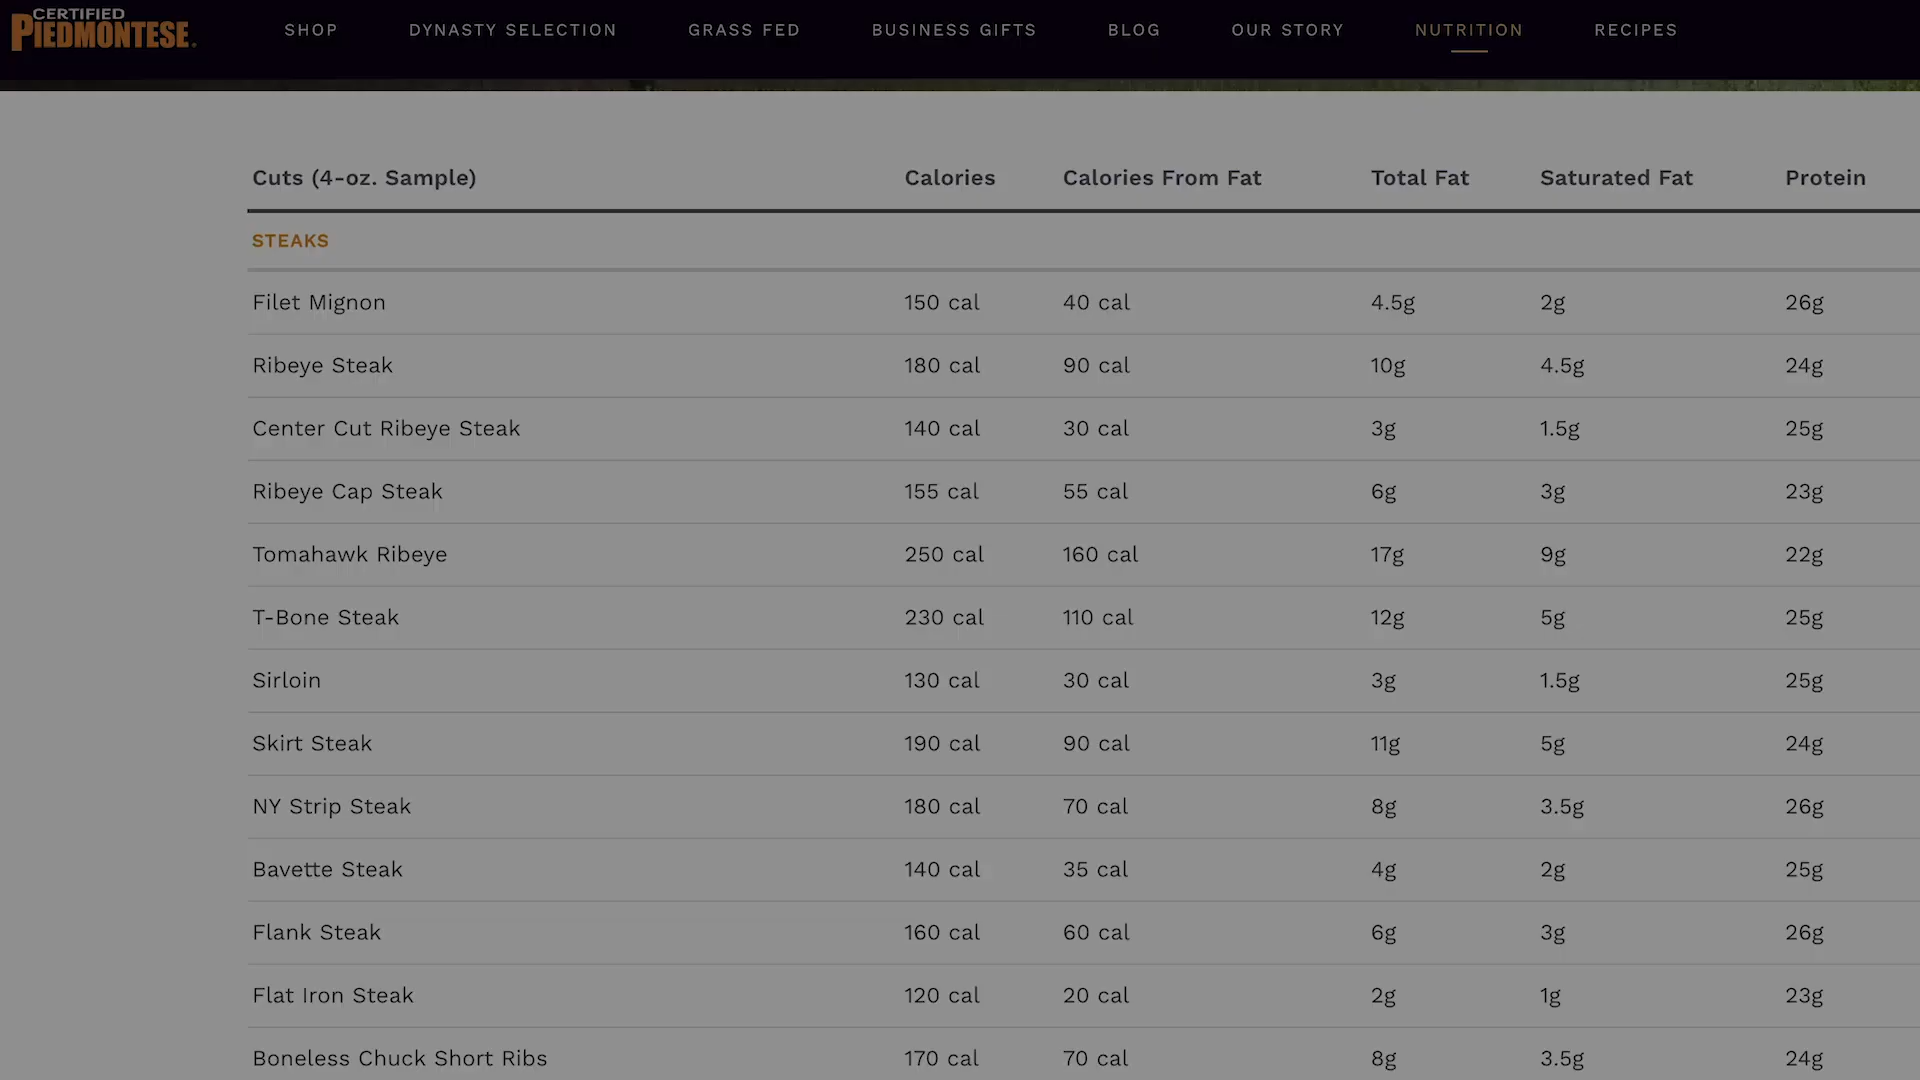 CERTIFIED
PIEDMONTESE.
SHOP DYNASTY SELECTION GRASS FED BUSINESS GIFTS BLOG OUR STORY NUTRITION RECIPES
Cuts (4-oz. Sample) Calories Calories From Fat Total Fat Saturated Fat Protein
STEAKS
Filet Mignon 150 cal 40 cal 4.5g 2g 26g
Ribeye Steak 180 cal 90 cal 10g 4.5g 24g
Center Cut Ribeye Steak 140 cal 30 cal 3g 1.5g 25g
Ribeye Cap Steak 155 cal 55 cal 6g 3g 23g
Tomahawk Ribeye 250 cal 160 cal 17g 9g 22g
T-Bone Steak 230 cal 110 cal 12g 5g 25g
Sirloin 130 cal 30 cal 3g 1.5g 25g
Skirt Steak 190 cal 90 cal 11g 5g 24g
NY Strip Steak 180 cal 70 cal 8g 3.5g 26g
Bavette Steak 140 cal 35 cal 4g 2g 25g
Flank Steak 160 cal 60 cal 6g 3g 26g
Flat Iron Steak 120 cal 20 cal 2g 1g 23g
Boneless Chuck Short Ribs 170 cal 70 cal 8g 3.5g 24g